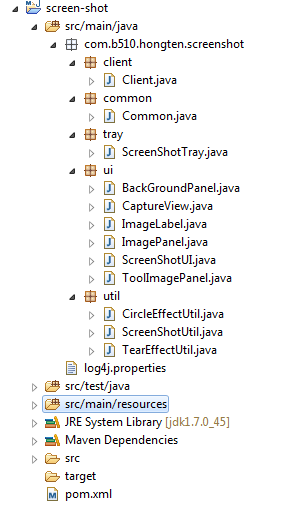 screen-shot
src/main/java
com.b510.hongten.screenshot
client
Client.java
common
Common.java
tray
ScreenShotTray.java
ui
BackGroundPanel.java
CaptureView.java
ImageLabel.java
ImagePanel.java
ScreenShotUI.java
ToolImagePanel.java
util
CircleEffectUtil.java
ScreenShotUtil.java
TearEffectUtil.java
log4j.properties
src/test/java
src/main/resources
JRE System Library [jdk1.7.0_45]
Maven Dependencies
src
target
pom.xml